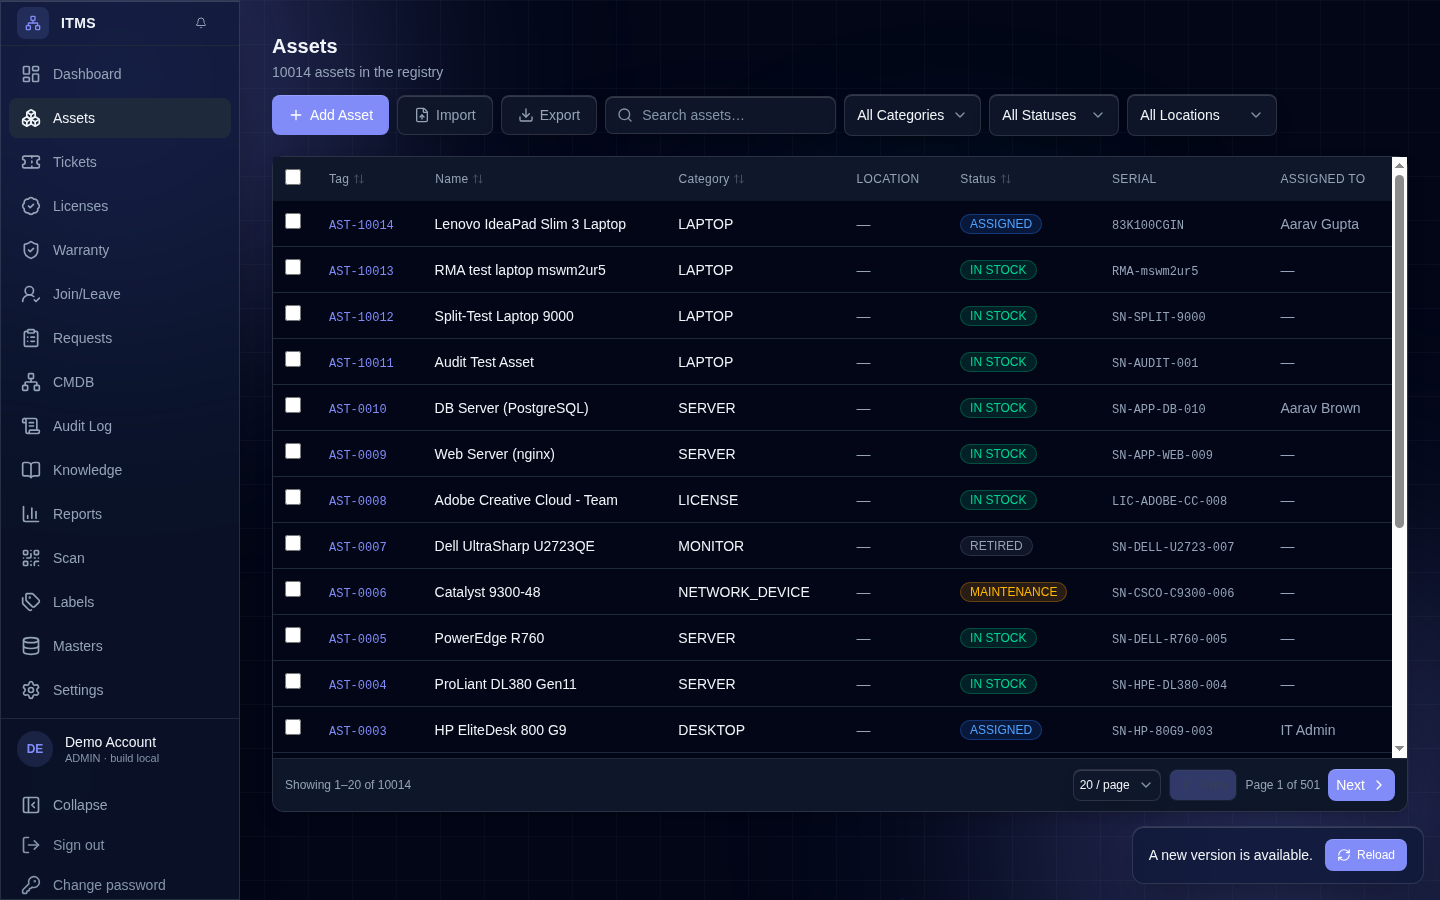 ITMS
Dashboard
Assets
Tickets
Licenses
Warranty
Join/Leave
Requests
CMDB
Audit Log
Knowledge
Reports
Scan
Labels
Masters
Settings
DE
Demo Account
ADMIN · build local
Collapse
Sign out
Change password
Assets
10014 assets in the registry
Add Asset Import Export Search assets… All Categories All Statuses All Locations
Tag Name Category LOCATION Status SERIAL ASSIGNED TO
AST-10014 Lenovo IdeaPad Slim 3 Laptop LAPTOP — ASSIGNED 83K100CGIN Aarav Gupta
AST-10013 RMA test laptop mswm2ur5 LAPTOP — IN STOCK RMA-mswm2ur5 —
AST-10012 Split-Test Laptop 9000 LAPTOP — IN STOCK SN-SPLIT-9000 —
AST-10011 Audit Test Asset LAPTOP — IN STOCK SN-AUDIT-001 —
AST-0010 DB Server (PostgreSQL) SERVER — IN STOCK SN-APP-DB-010 Aarav Brown
AST-0009 Web Server (nginx) SERVER — IN STOCK SN-APP-WEB-009 —
AST-0008 Adobe Creative Cloud - Team LICENSE — IN STOCK LIC-ADOBE-CC-008 —
AST-0007 Dell UltraSharp U2723QE MONITOR — RETIRED SN-DELL-U2723-007 —
AST-0006 Catalyst 9300-48 NETWORK_DEVICE — MAINTENANCE SN-CSCO-C9300-006 —
AST-0005 PowerEdge R760 SERVER — IN STOCK SN-DELL-R760-005 —
AST-0004 ProLiant DL380 Gen11 SERVER — IN STOCK SN-HPE-DL380-004 —
AST-0003 HP EliteDesk 800 G9 DESKTOP — ASSIGNED SN-HP-80G9-003 IT Admin
Showing 1–20 of 10014 20 / page Page 1 of 501 Next
A new version is available. Reload